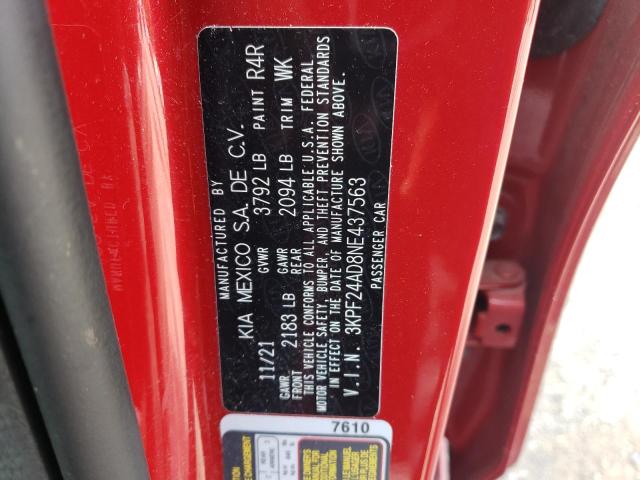 MANUFACTURED BY
KIA MEXICO S.A. DE C.V.
11/21 GVWR 3792 LB PAINT R4R
GAWR FRONT 2183 LB GAWR REAR 2094 LB TRIM WK
THIS VEHICLE CONFORMS TO ALL APPLICABLE U.S.A. FEDERAL
MOTOR VEHICLE SAFETY, BUMPER, AND THEFT PREVENTION STANDARDS
IN EFFECT ON THE DATE OF MANUFACTURE SHOWN ABOVE.
V.I.N. 3KPF24AD8NE437563
PASSENGER CAR
7610